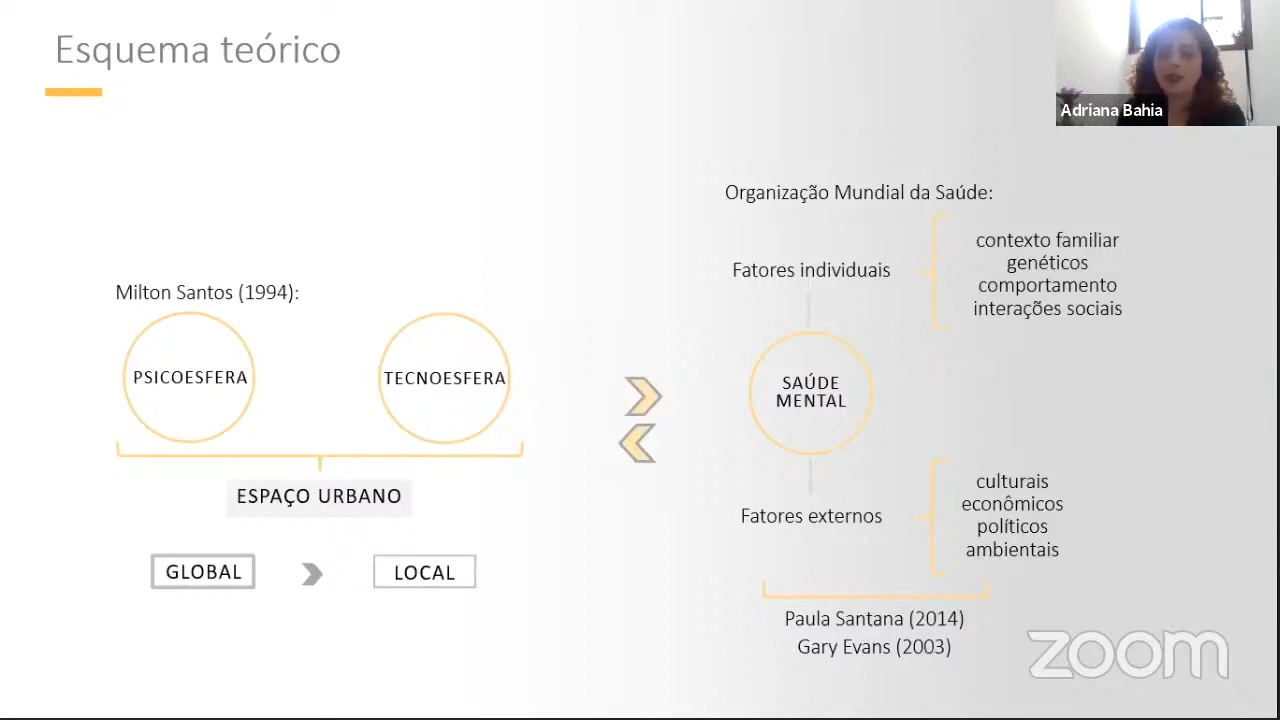 Esquema teórico
Adriana Bahia
Milton Santos (1994):
PSICOESFERA
TECNOESFERA
ESPAÇO URBANO
GLOBAL
LOCAL
Organização Mundial da Saúde:
Fatores individuais
contexto familiar
genéticos
comportamento
interações sociais
SAÚDE
MENTAL
Fatores externos
culturais
econômicos
políticos
ambientais
Paula Santana (2014)
Gary Evans (2003)
zoom